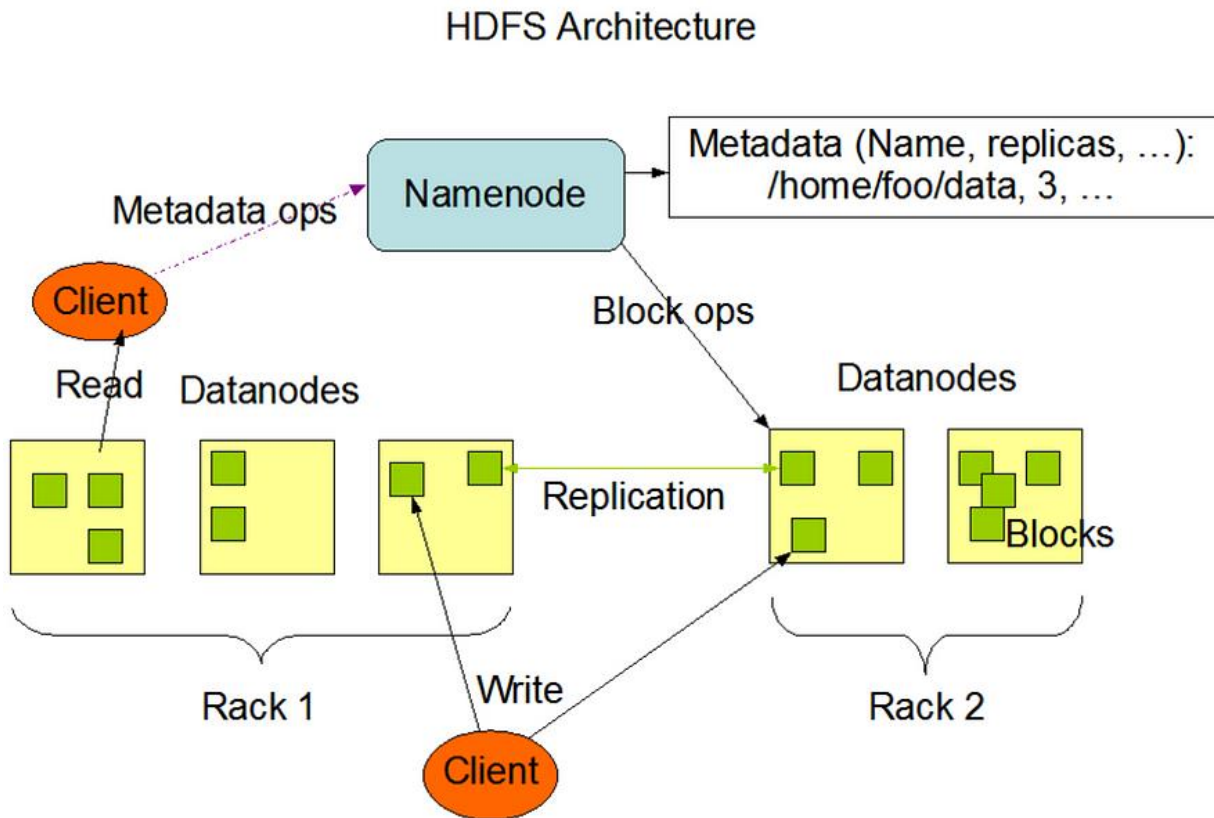 HDFS Architecture
Metadata (Name, replicas, …):
/home/foo/data, 3, …
Namenode
Metadata ops
Client
Block ops
Read
Datanodes
Datanodes
Replication
Blocks
Rack 1
Write
Rack 2
Client